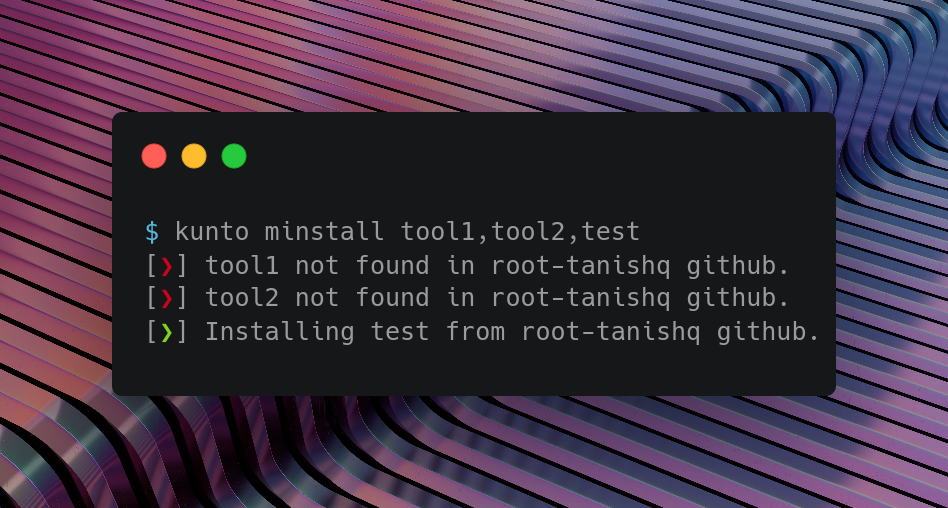 $ kunto minstall tool1,tool2,test
[❯] tool1 not found in root-tanishq github.
[❯] tool2 not found in root-tanishq github.
[❯] Installing test from root-tanishq github.